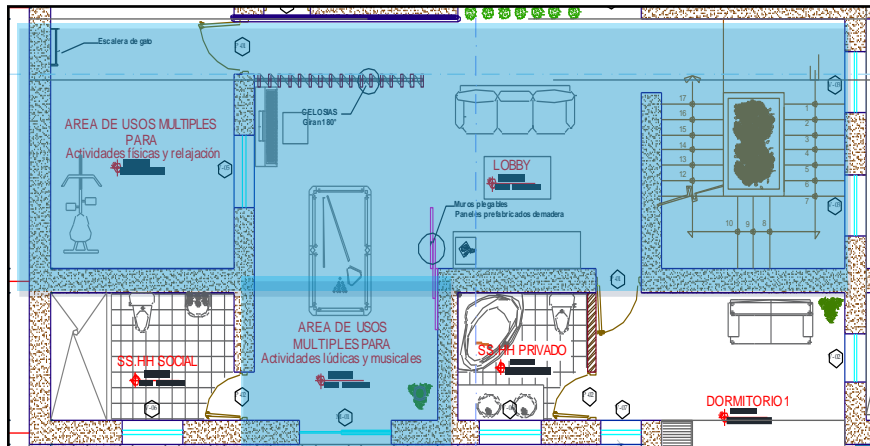 Escalera de gato
AREA DE USOS MULTIPLES
PARA
Actividades físicas y relajación
GELOSIAS
Giran 180°
LOBBY
Muros plegables
Panoles prefabricados de madera
17
16
15
14
13
12
1
2
3
4
5
6
7
10
9
8
SS.HH SOCIAL
AREA DE USOS
MULTIPLES PARA
Actividades lúdicas y musicales
SS.HH PRIVADO
DORMITORIO 1